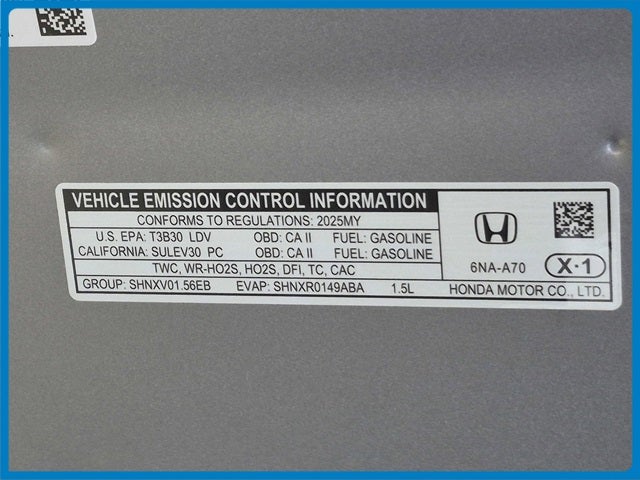 VEHICLE EMISSION CONTROL INFORMATION
CONFORMS TO REGULATIONS: 2025MY
U.S. EPA: T3B30 LDV OBD: CA II FUEL: GASOLINE
CALIFORNIA: SULEV30 PC OBD: CA II FUEL: GASOLINE
TWC, WR-HO2S, HO2S, DFI, TC, CAC
GROUP: SHNXV01.56EB EVAP: SHNXR0149ABA 1.5L
6NA-A70 X·1
HONDA MOTOR CO., LTD.